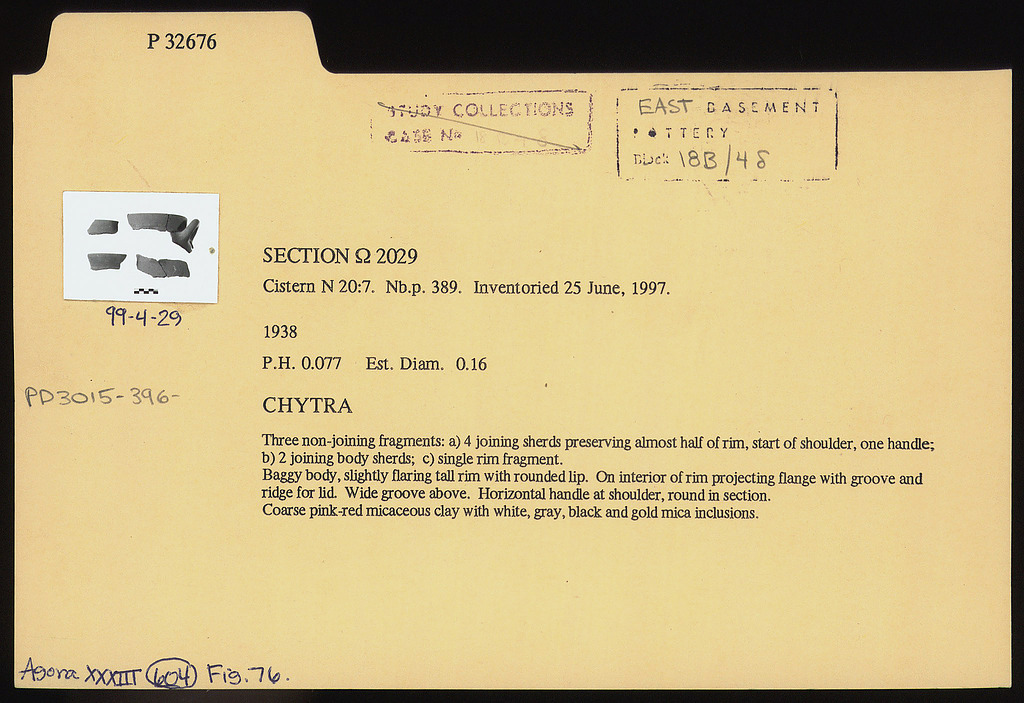 P 32676
STUDY COLLECTIONS
CASE No
EAST BASEMENT
POTTERY
Block 18B/48
SECTION Ω 2029
Cistern N 20:7. Nb.p. 389. Inventoried 25 June, 1997.
99-4-29
1938
P.H. 0.077 Est. Diam. 0.16
PD3015-396-
CHYTRA
Three non-joining fragments: a) 4 joining sherds preserving almost half of rim, start of shoulder, one handle;
b) 2 joining body sherds; c) single rim fragment.
Baggy body, slightly flaring tall rim with rounded lip. On interior of rim projecting flange with groove and
ridge for lid. Wide groove above. Horizontal handle at shoulder, round in section.
Coarse pink-red micaceous clay with white, gray, black and gold mica inclusions.
Agora XXXIII 604 Fig. 76.